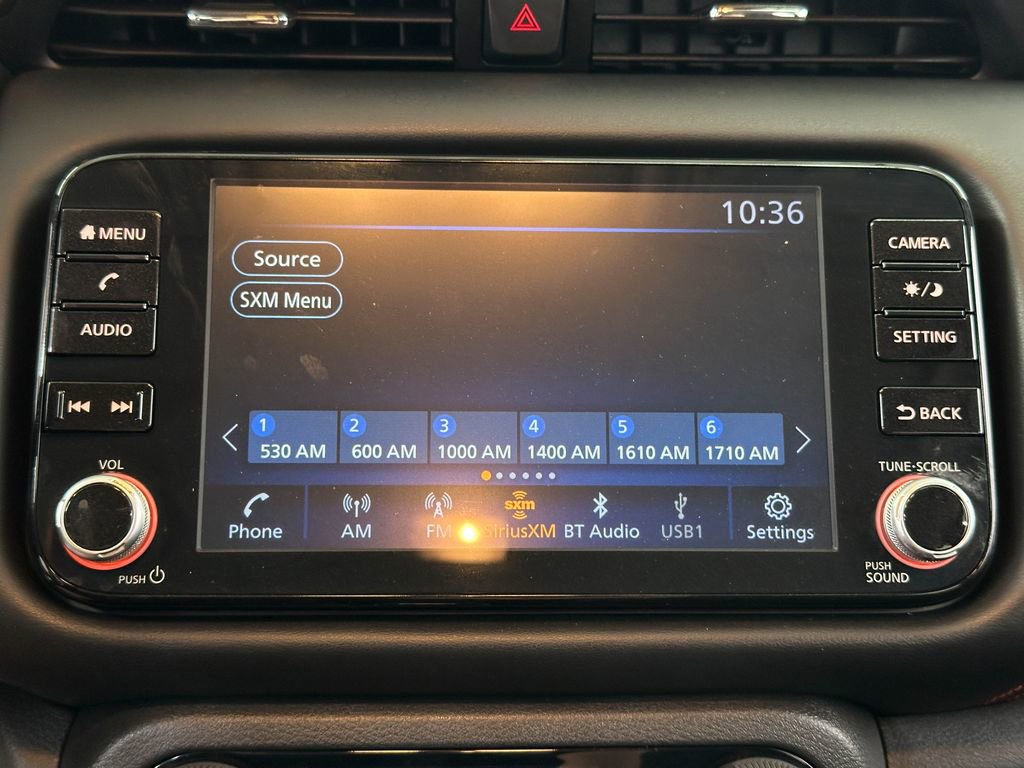 MENU
AUDIO
VOL
PUSH
10:36
Source
SXM Menu
1
2
3
4
5
6
530 AM
600 AM
1000 AM
1400 AM
1610 AM
1710 AM
sxm
Phone
AM
FM
SiriusXM
BT Audio
USB1
Settings
CAMERA
SETTING
BACK
TUNE·SCROLL
PUSH
SOUND